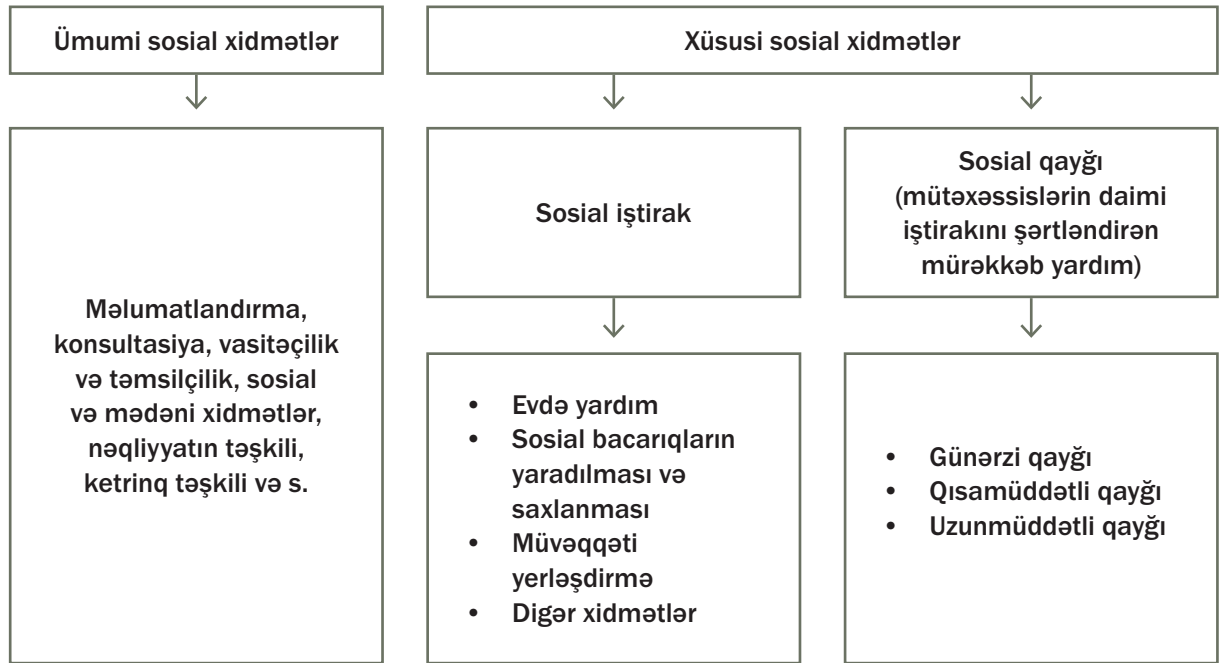 Ümumi sosial xidmətlər
Xüsusi sosial xidmətlər
Məlumatlandırma,
konsultasiya, vasitəçilik
və təmsilçilik, sosial
və mədəni xidmətlər,
nəqliyyatın təşkili,
ketrinq təşkili və s.
Sosial iştirak
• Evdə yardım
• Sosial bacarıqların
yaradılması və
saxlanması
• Müvəqqəti
yerləşdirmə
• Digər xidmətlər
Sosial qayğı
(mütəxəssislərin daimi
iştirakını şərtləndirən
mürəkkəb yardım)
• Günərzi qayğı
• Qısamüddətli qayğı
• Uzunmüddətli qayğı